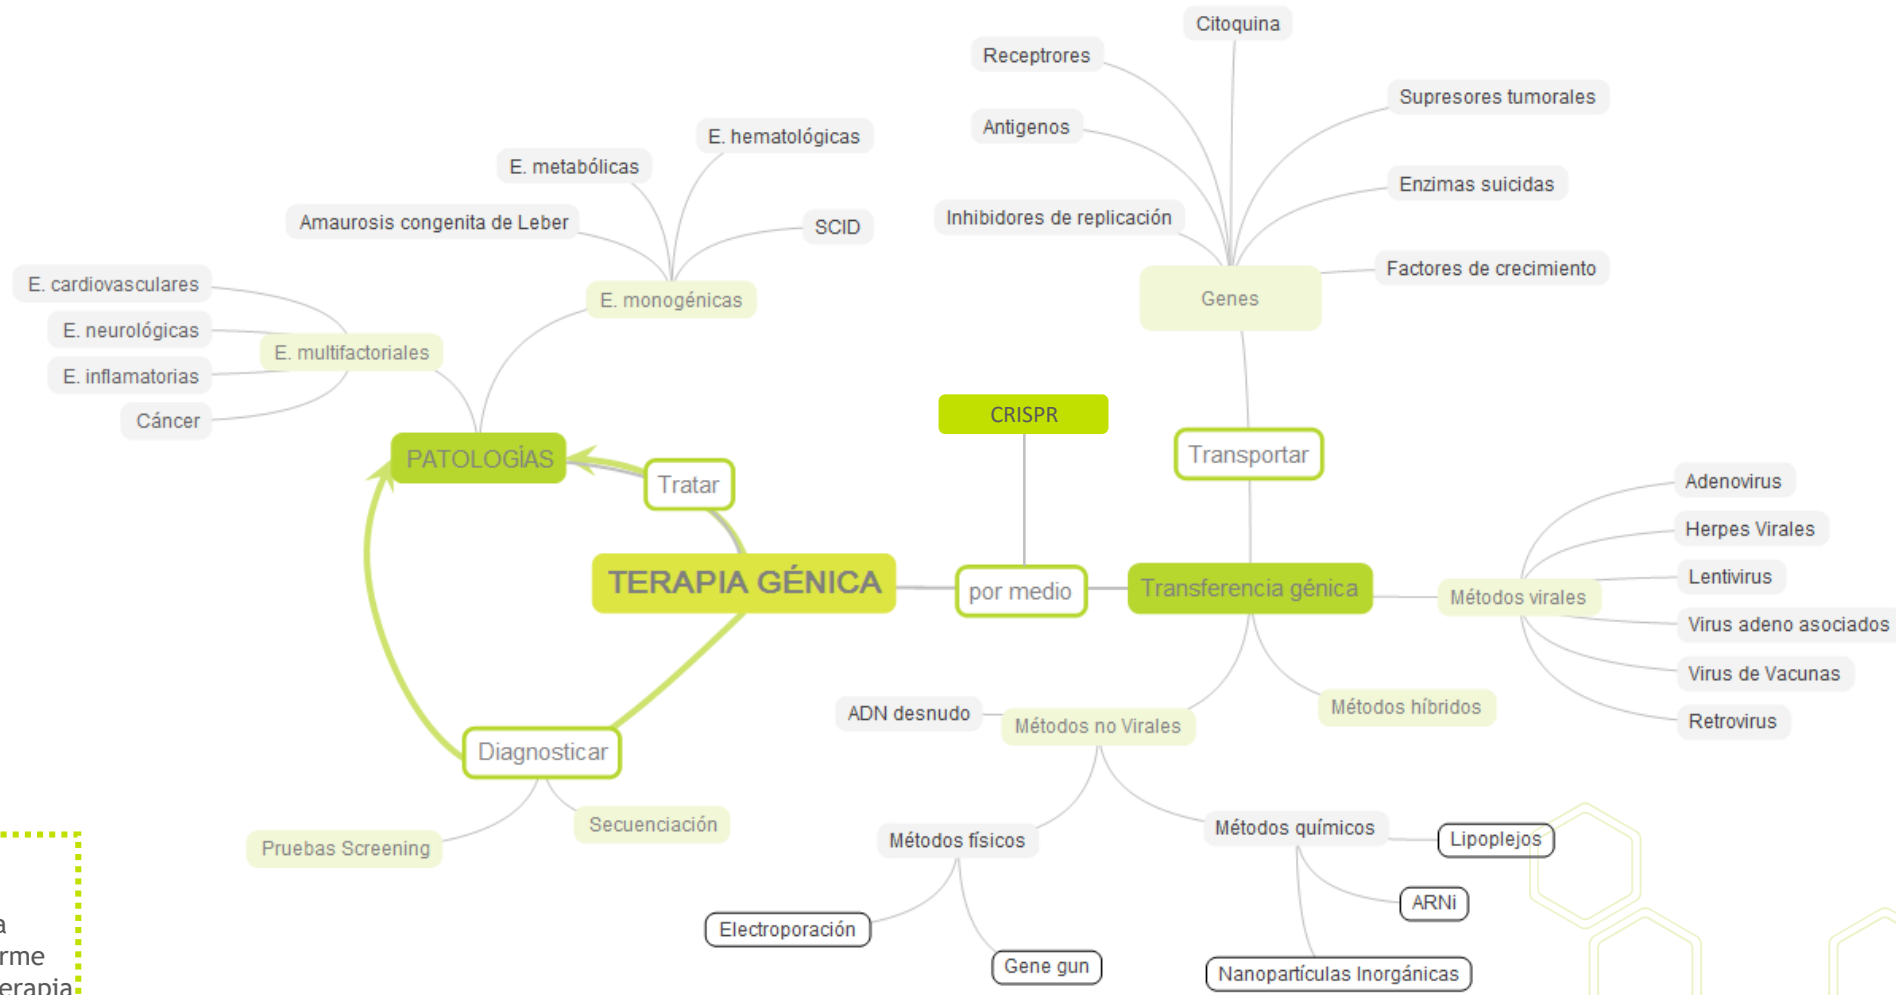 Citoquina
Receptrores
Supresores tumorales
Antigenos
E. hematológicas
E. metabólicas
Enzimas suicidas
Amaurosis congenita de Leber
SCID
Inhibidores de replicación
Factores de crecimiento
E. cardiovasculares
E. monogénicas
Genes
E. neurológicas
E. multifactoriales
E. inflamatorias
Cáncer
CRISPR
PATOLOGÍAS
Tratar
Transportar
Adenovirus
Herpes Virales
Lentivirus
TERAPIA GÉNICA
por medio
Transferencia génica
Métodos virales
Virus adeno asociados
Virus de Vacunas
Retrovirus
ADN desnudo
Métodos no Virales
Métodos híbridos
Diagnosticar
Secuenciación
Pruebas Screening
Métodos físicos
Métodos químicos
Lipoplejos
ARNi
Electroporación
Gene gun
Nanopartículas Inorgánicas
a
rme
erapia